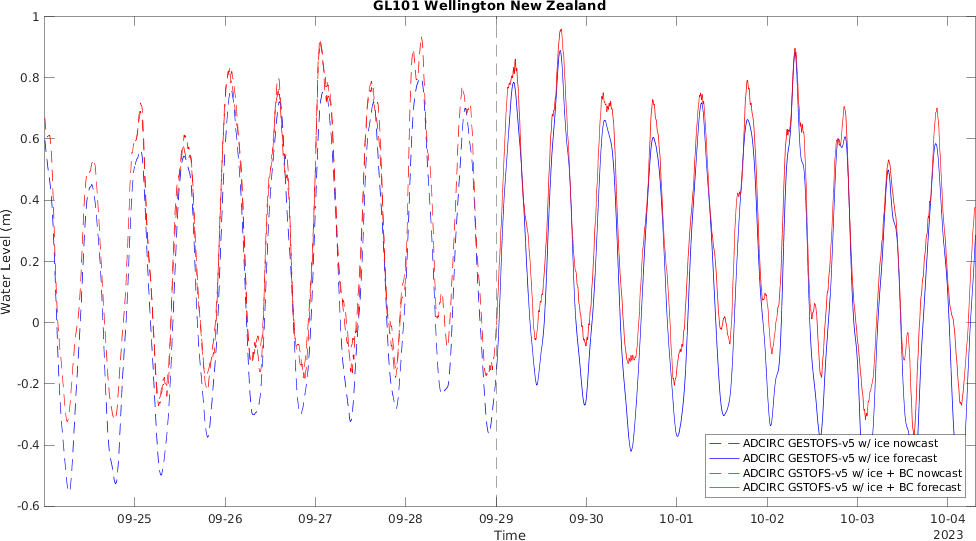 GL101 Wellington New Zealand
1
0.8
0.6
0.4
0.2
0
-0.2
-0.4
-0.6
Water Level (m)
ADCIRC GESTOFS-v5 w/ ice nowcast
ADCIRC GESTOFS-v5 w/ ice forecast
ADCIRC GSTOFS-v5 w/ ice + BC nowcast
ADCIRC GSTOFS-v5 w/ ice + BC forecast
09-25 09-26 09-27 09-28 09-29 09-30 10-01 10-02 10-03 10-04
Time 2023